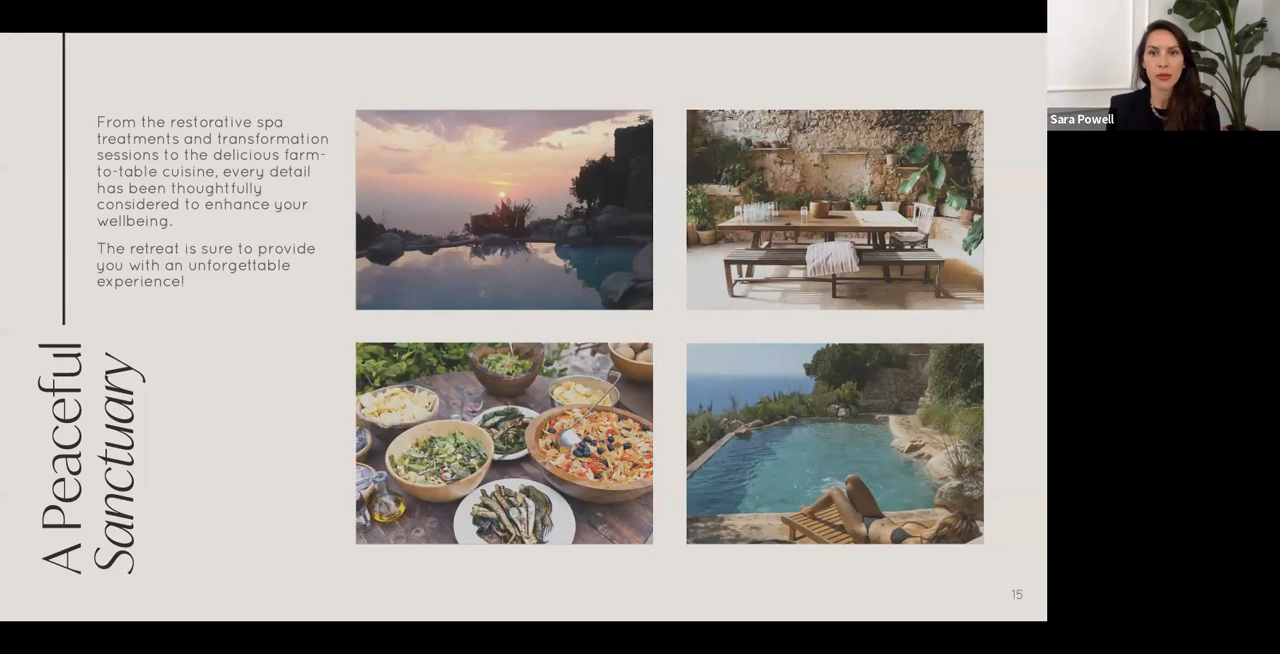 From the restorative spa
treatments and transformation
sessions to the delicious farm-
to-table cuisine, every detail
has been thoughtfully
considered to enhance your
wellbeing.
The retreat is sure to provide
you with an unforgettable
experience!
A Peaceful
Sanctuary
15
Sara Powell